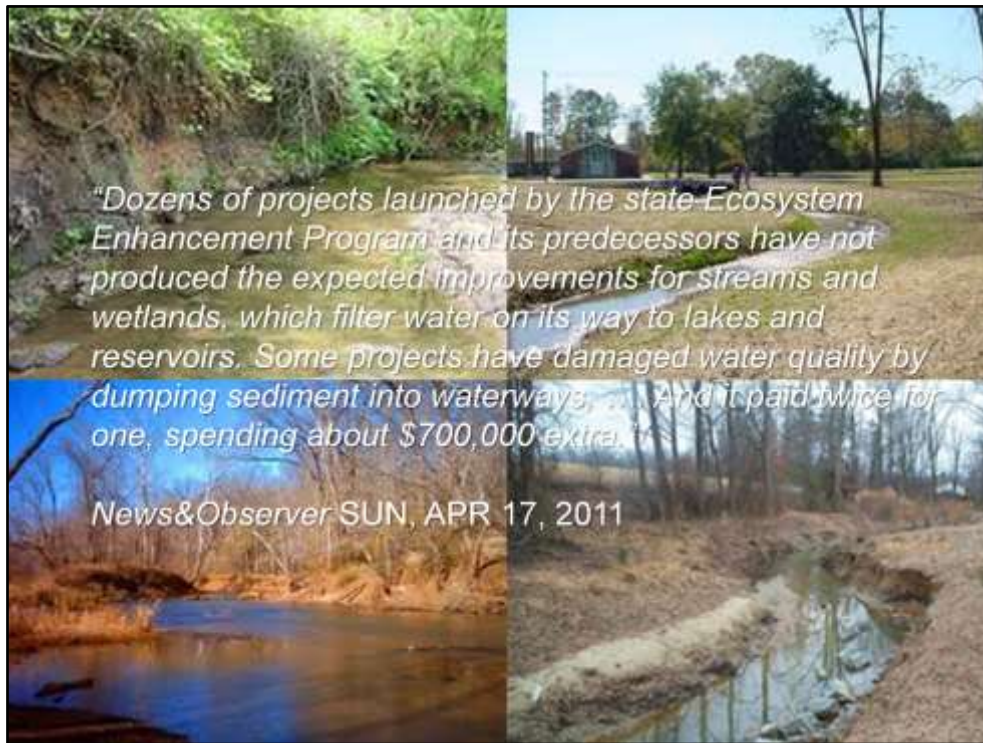 “Dozens of projects launched by the state Ecosystem
Enhancement Program and its predecessors have not
produced the expected improvements for streams and
wetlands, which filter water on its way to lakes and
reservoirs. Some projects have damaged water quality by
dumping sediment into waterways, ... And it paid twice for
one, spending about $700,000 extra.”
News&Observer SUN, APR 17, 2011